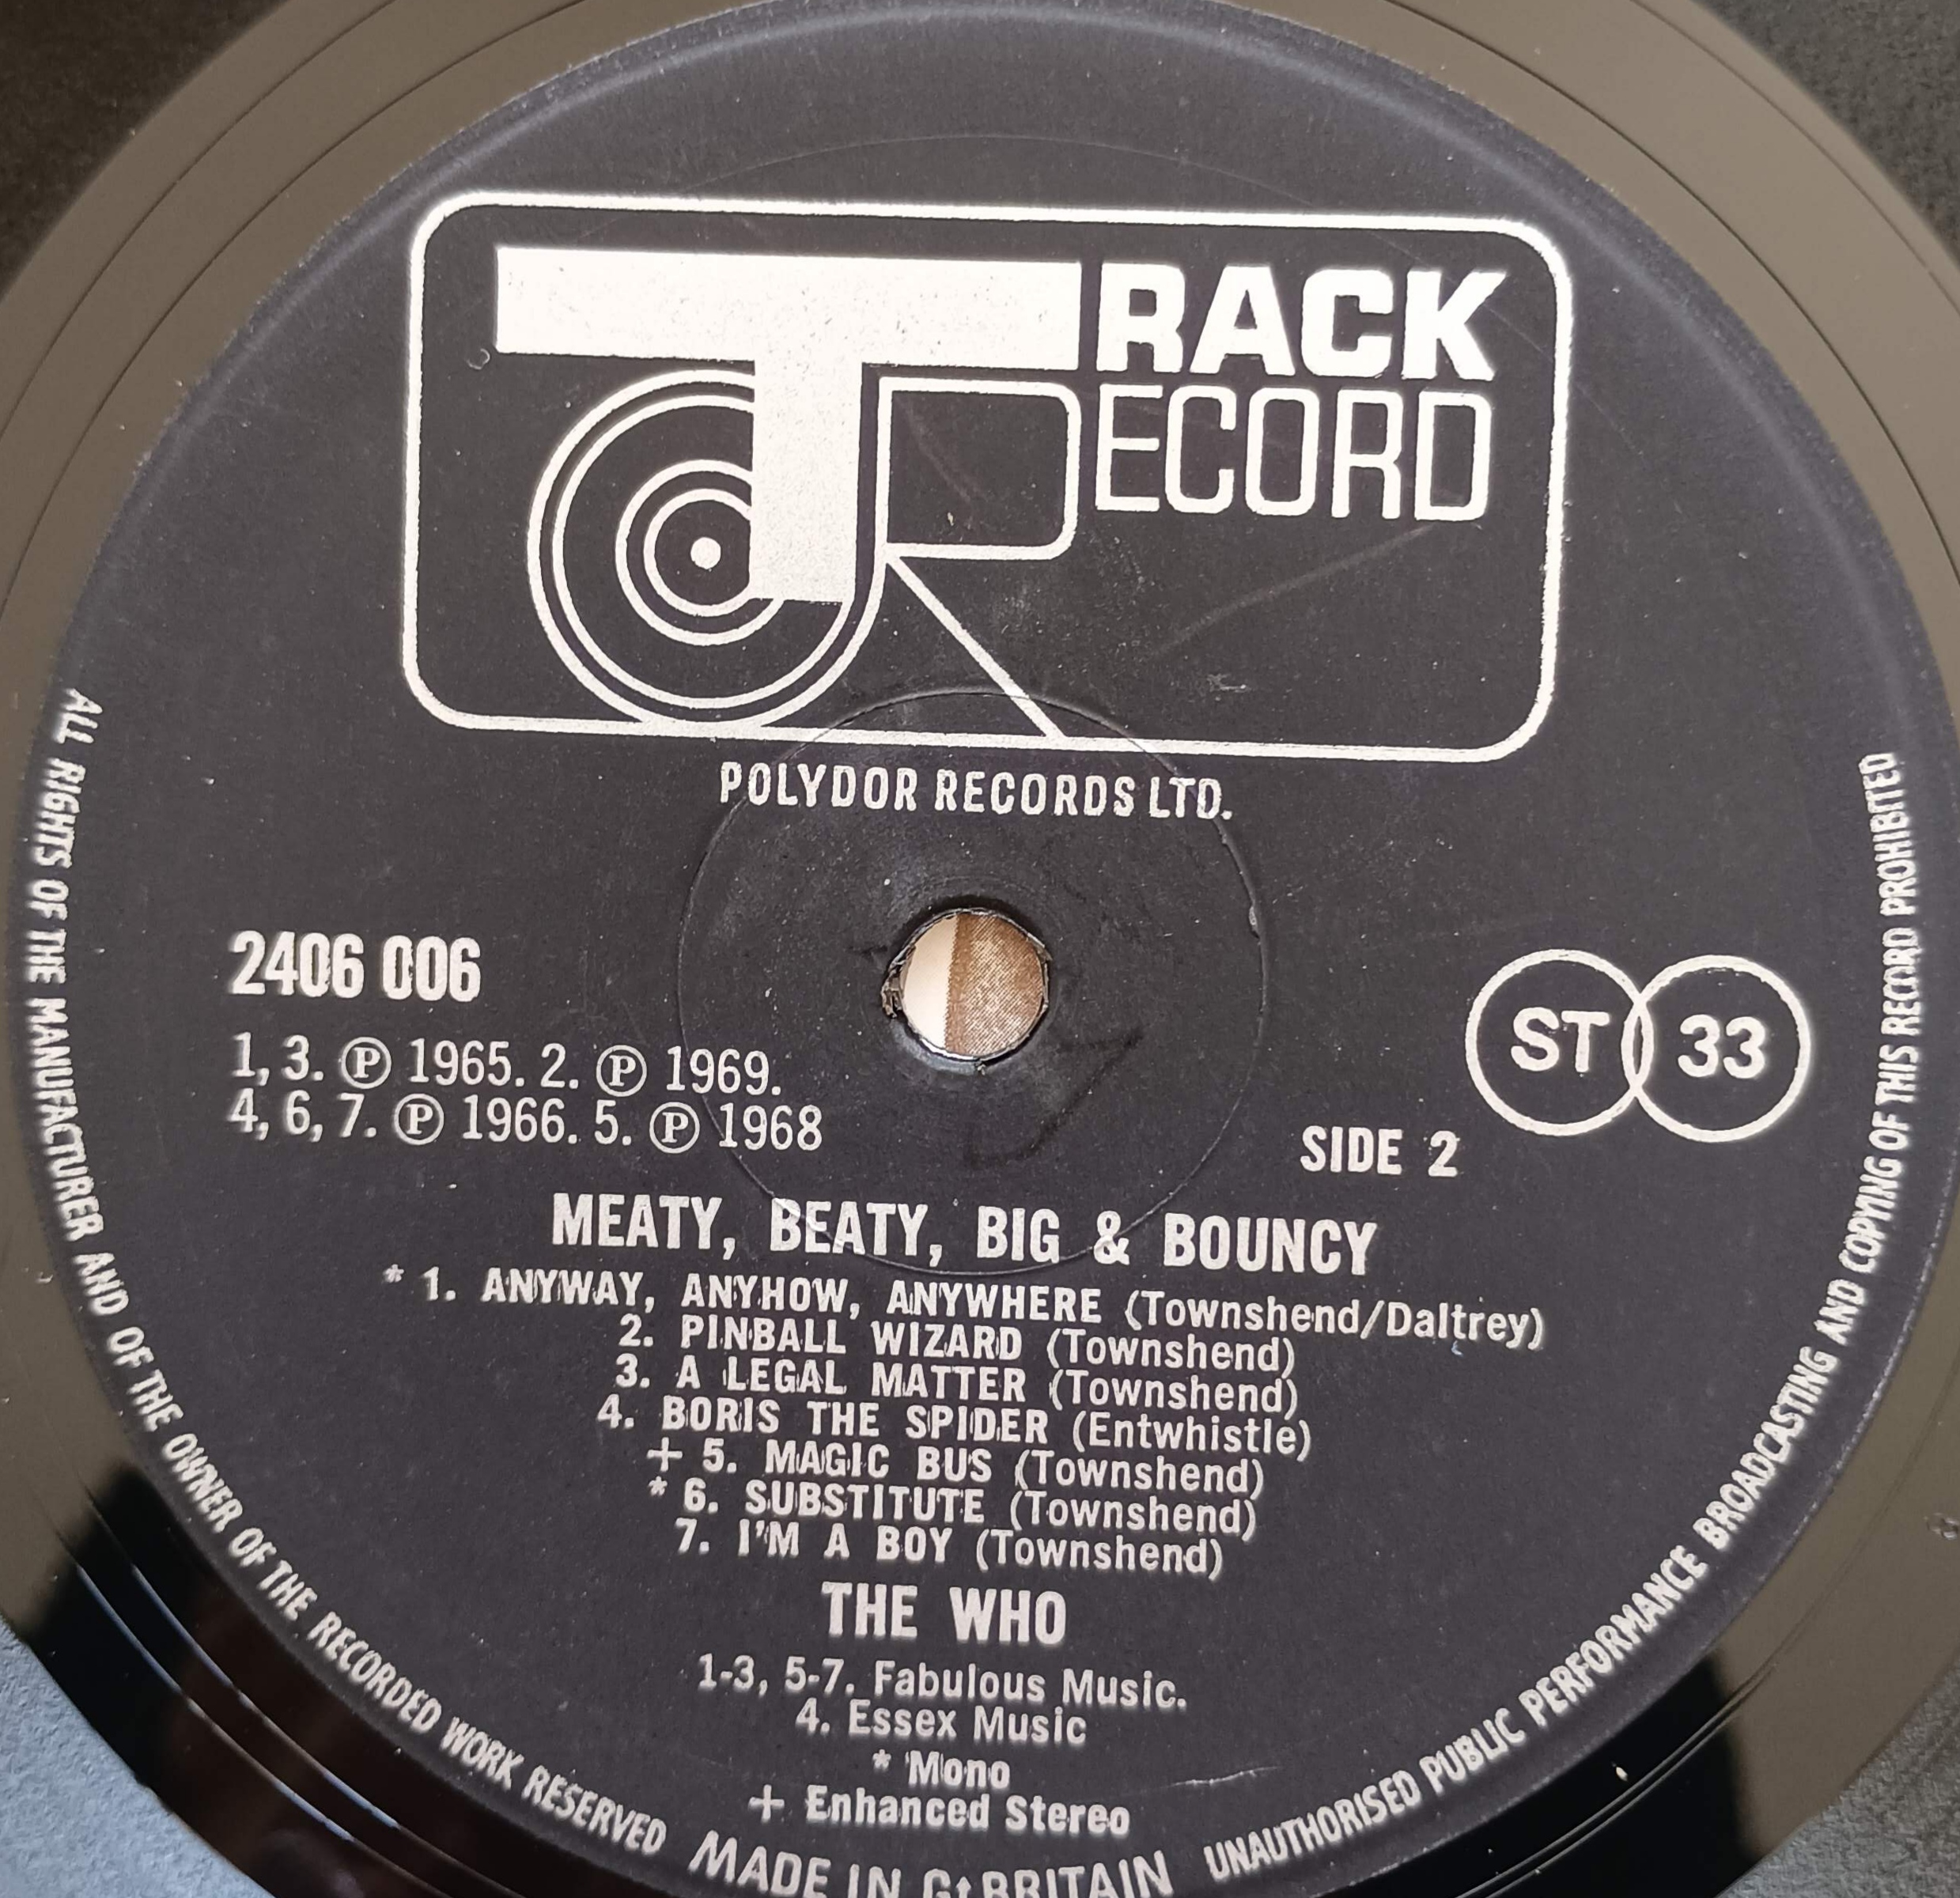 TRACK
RECORD
POLYDOR RECORDS LTD.
2406 006
1, 3. Ⓟ 1965. 2. Ⓟ 1969.
4, 6, 7. Ⓟ 1966. 5. Ⓟ 1968
ST 33
SIDE 2
MEATY, BEATY, BIG & BOUNCY
* 1. ANYWAY, ANYHOW, ANYWHERE (Townshend/Daltrey)
2. PINBALL WIZARD (Townshend)
3. A LEGAL MATTER (Townshend)
4. BORIS THE SPIDER (Entwhistle)
+ 5. MAGIC BUS (Townshend)
* 6. SUBSTITUTE (Townshend)
7. I'M A BOY (Townshend)
THE WHO
1-3, 5-7. Fabulous Music.
4. Essex Music
* Mono
+ Enhanced Stereo
ALL RIGHTS OF THE MANUFACTURER AND OF THE OWNER OF THE RECORDED WORK RESERVED
MADE IN Gt BRITAIN
UNAUTHORISED PUBLIC PERFORMANCE BROADCASTING AND COPYING OF THIS RECORD PROHIBITED